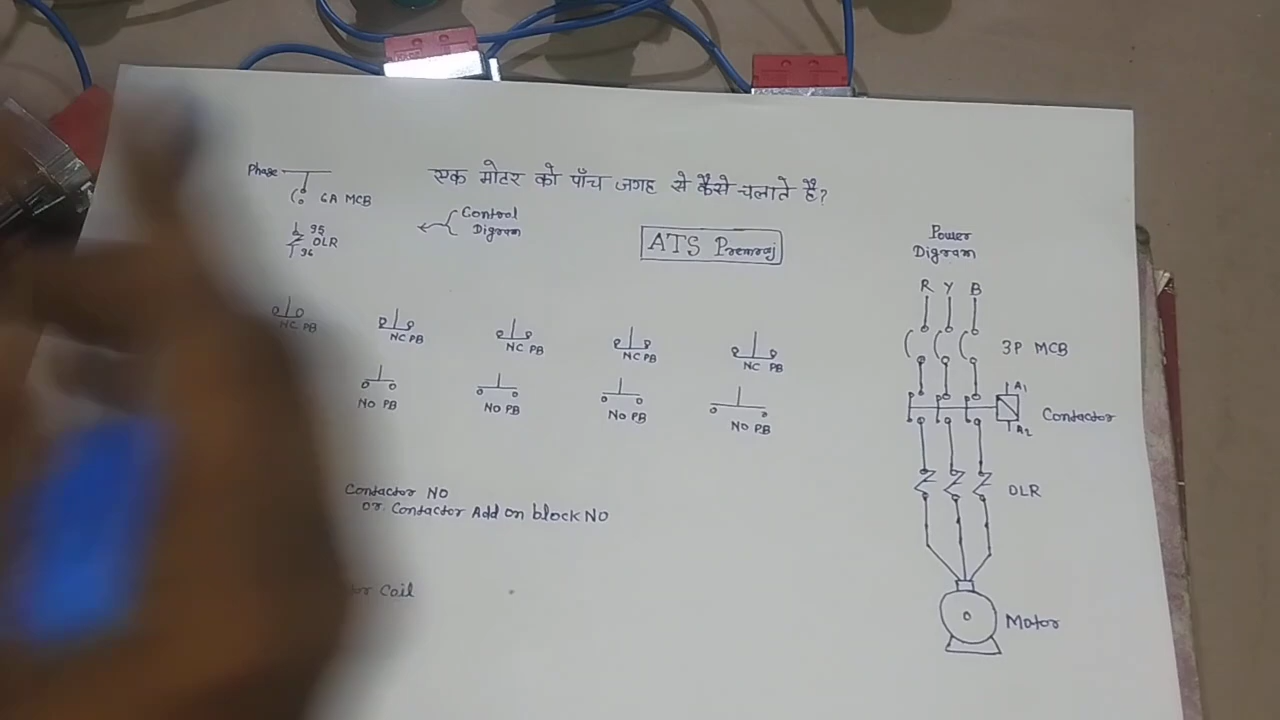 एक मोटर को पाँच जगह से कैसे चलाते है?
Phase
6A MCB
95
OLR
96
Control
Digram
ATS Premraj
NC PB
NC PB
NC PB
NC PB
NC PB
NO PB
NO PB
NO PB
NO PB
Contactor NO
or Contactor Add on block NO
Coil
Power
Digram
R Y B
3P MCB
A1
Contactor
A2
OLR
Motor